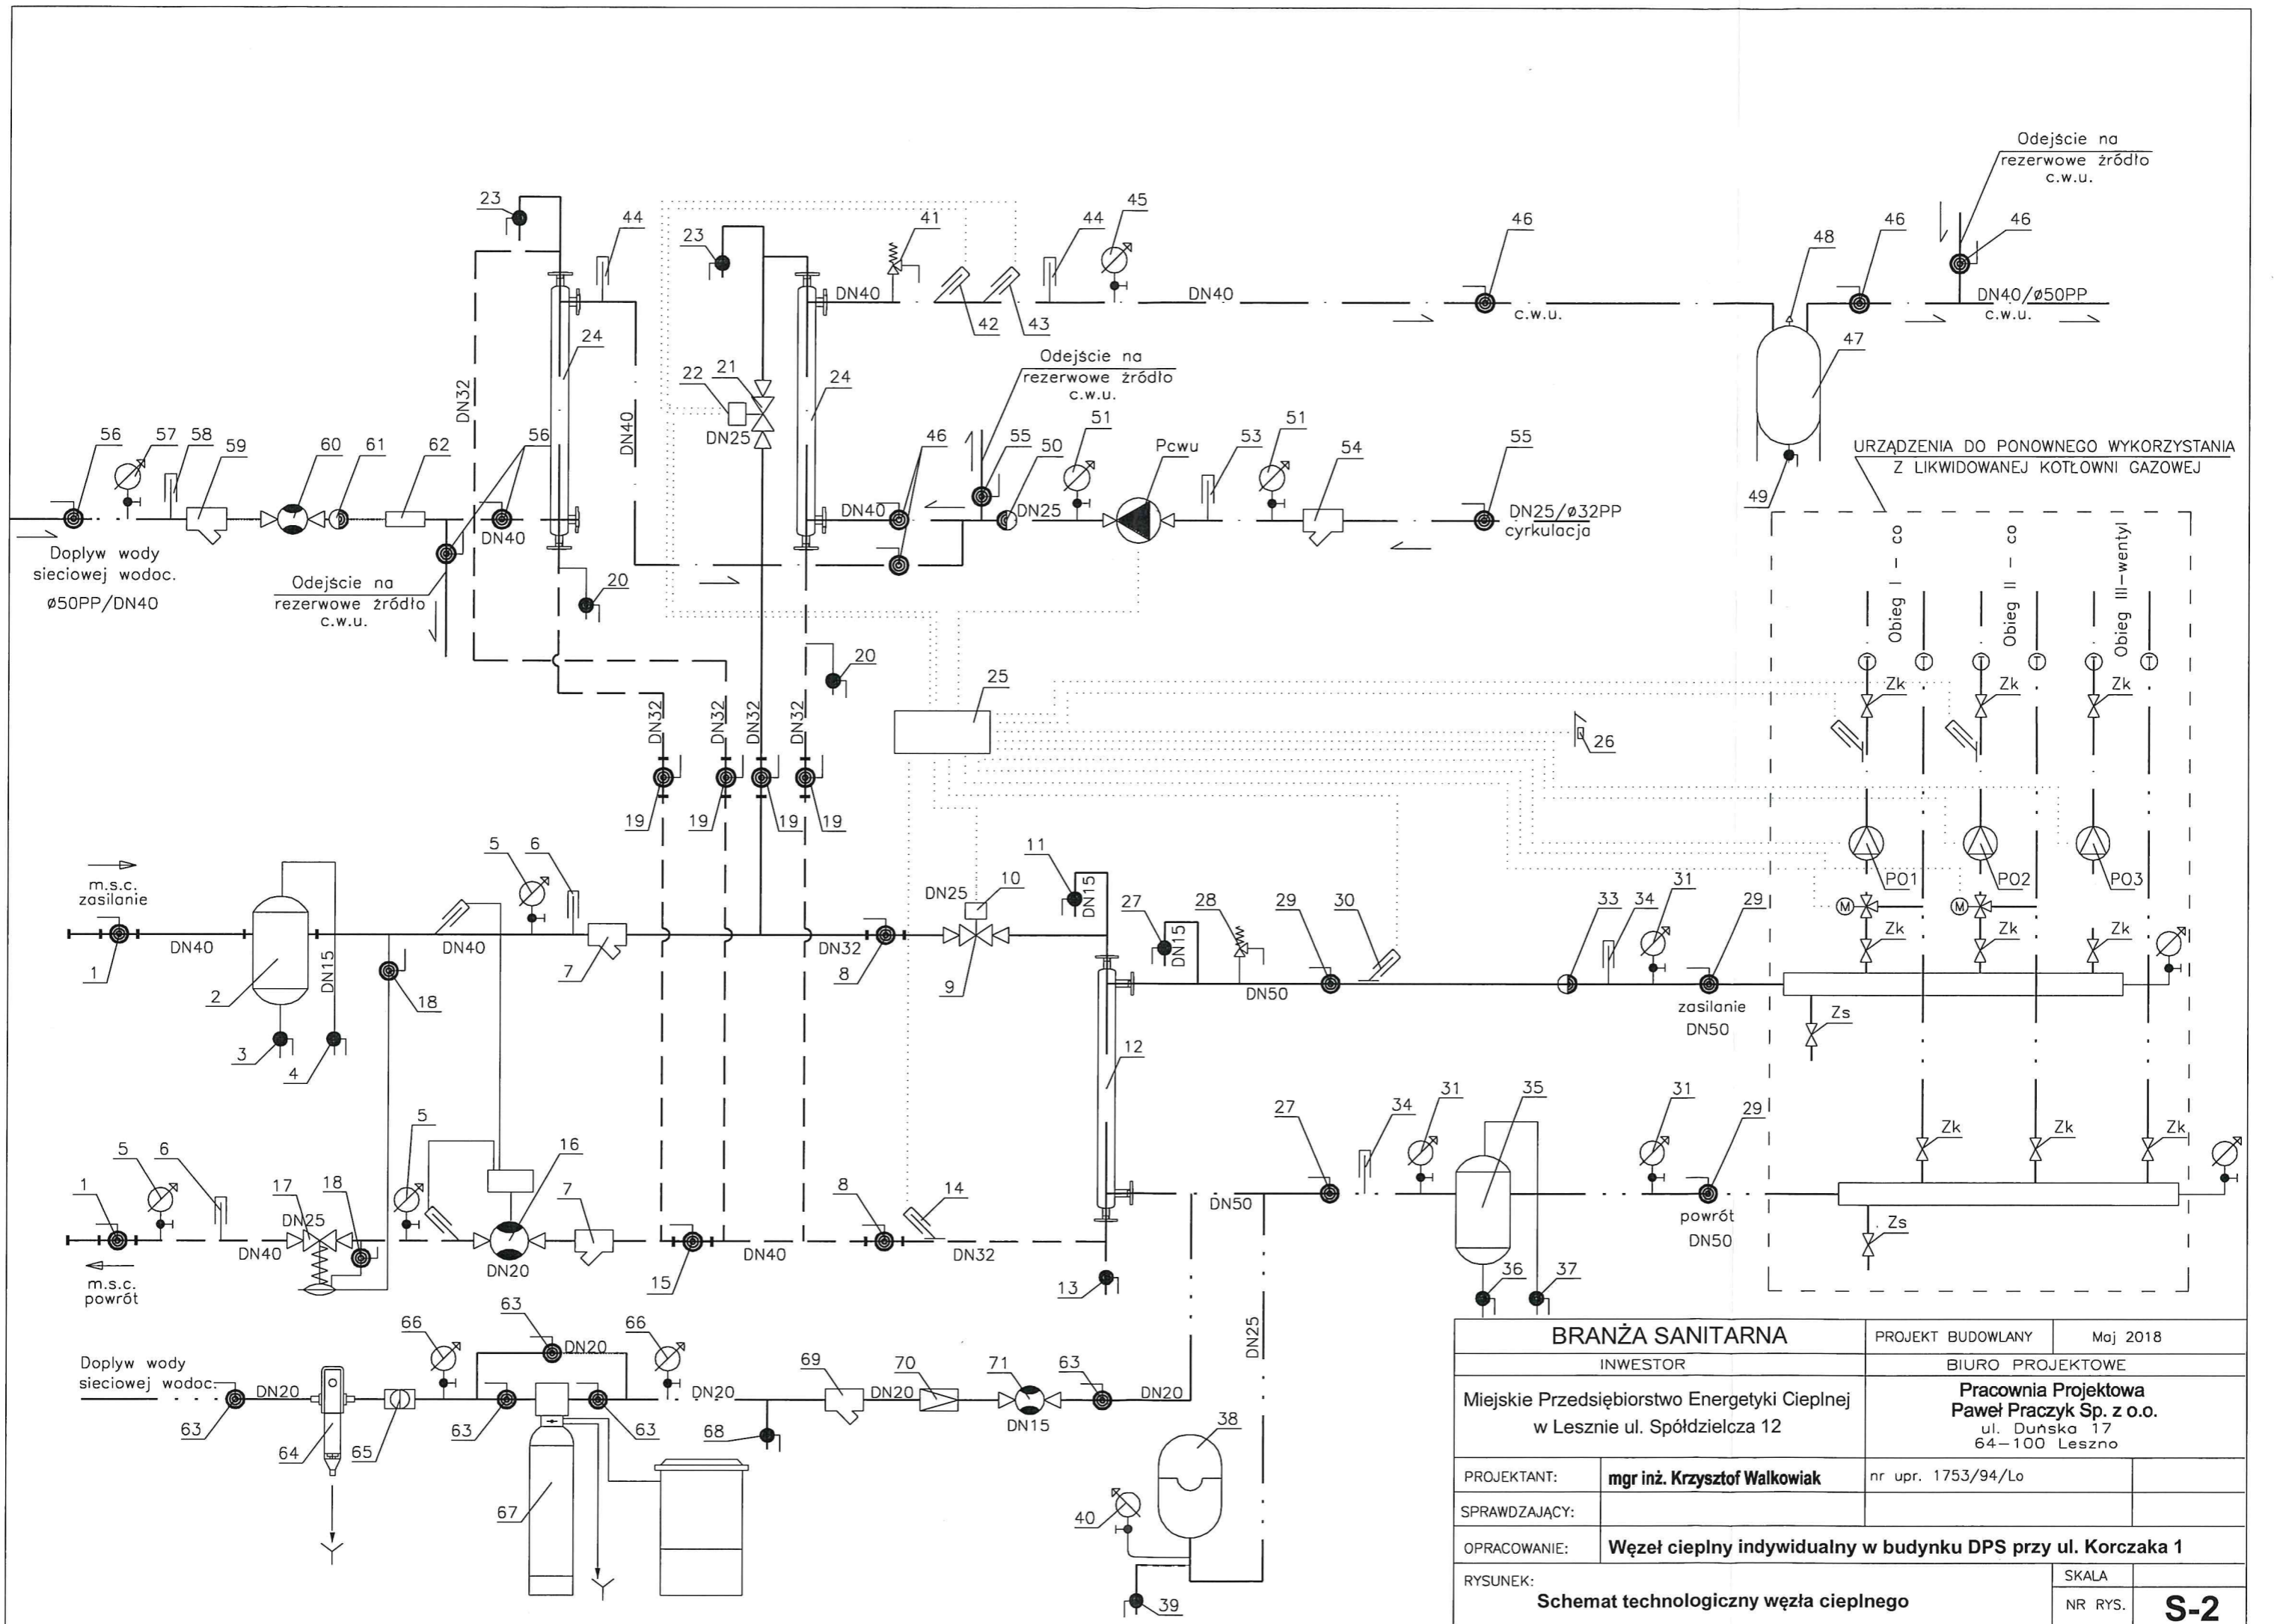 Odejście na
rezerwowe źródło
c.w.u.
23
44
23
41
44
45
46
48
46
46
DN40
DN40
c.w.u.
DN40/ø50PP
c.w.u.
42
43
47
24
DN32
DN40
22
21
24
DN25
Odejście na
rezerwowe źródło
c.w.u.
56
57
58
59
60
61
62
56
46
55
50
51
Pcwu
53
51
54
55
49
DN40
DN40
DN25
DN25/ø32PP
cyrkulacja
Dopływ wody
sieciowej wodoc.
ø50PP/DN40
Odejście na
rezerwowe źródło
c.w.u.
20
20
URZĄDZENIA DO PONOWNEGO WYKORZYSTANIA
Z LIKWIDOWANEJ KOTŁOWNI GAZOWEJ
Obieg I - co
Obieg II - co
Obieg III-wentyl
T
T
T
T
T
T
Zk
Zk
Zk
25
26
DN32
DN32
DN32
DN32
19
19
19
19
PO1
PO2
PO3
M
M
Zk
Zk
Zk
Zs
m.s.c.
zasilanie
1
DN40
2
3
4
DN15
18
DN40
5
6
7
DN32
8
DN25
10
9
11
DN15
27
DN15
28
29
30
DN50
33
34
31
29
zasilanie
DN50
12
5
6
17
18
5
16
7
1
DN40
DN25
DN20
15
DN40
8
14
DN32
13
m.s.c.
powrót
27
34
31
35
31
29
DN50
powrót
DN50
36
37
Zk
Zk
Zk
Zs
DN25
Dopływ wody
sieciowej wodoc.
63
DN20
64
65
66
63
DN20
66
63
63
67
DN20
68
69
DN20
70
71
DN15
63
DN20
38
40
39
BRANŻA SANITARNA
PROJEKT BUDOWLANY
Maj 2018
INWESTOR
BIURO PROJEKTOWE
Miejskie Przedsiębiorstwo Energetyki Cieplnej
w Lesznie ul. Spółdzielcza 12
Pracownia Projektowa
Paweł Praczyk Sp. z o.o.
ul. Duńska 17
64-100 Leszno
PROJEKTANT:
mgr inż. Krzysztof Walkowiak
nr upr. 1753/94/Lo
SPRAWDZAJĄCY:
OPRACOWANIE:
Węzeł cieplny indywidualny w budynku DPS przy ul. Korczaka 1
RYSUNEK:
Schemat technologiczny węzła cieplnego
SKALA
NR RYS.
S-2